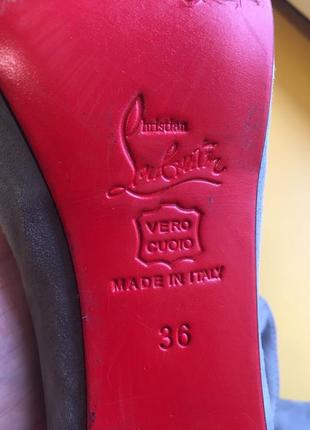 Christian
Louboutin
VERO
CUOIO
MADE IN ITALY
36